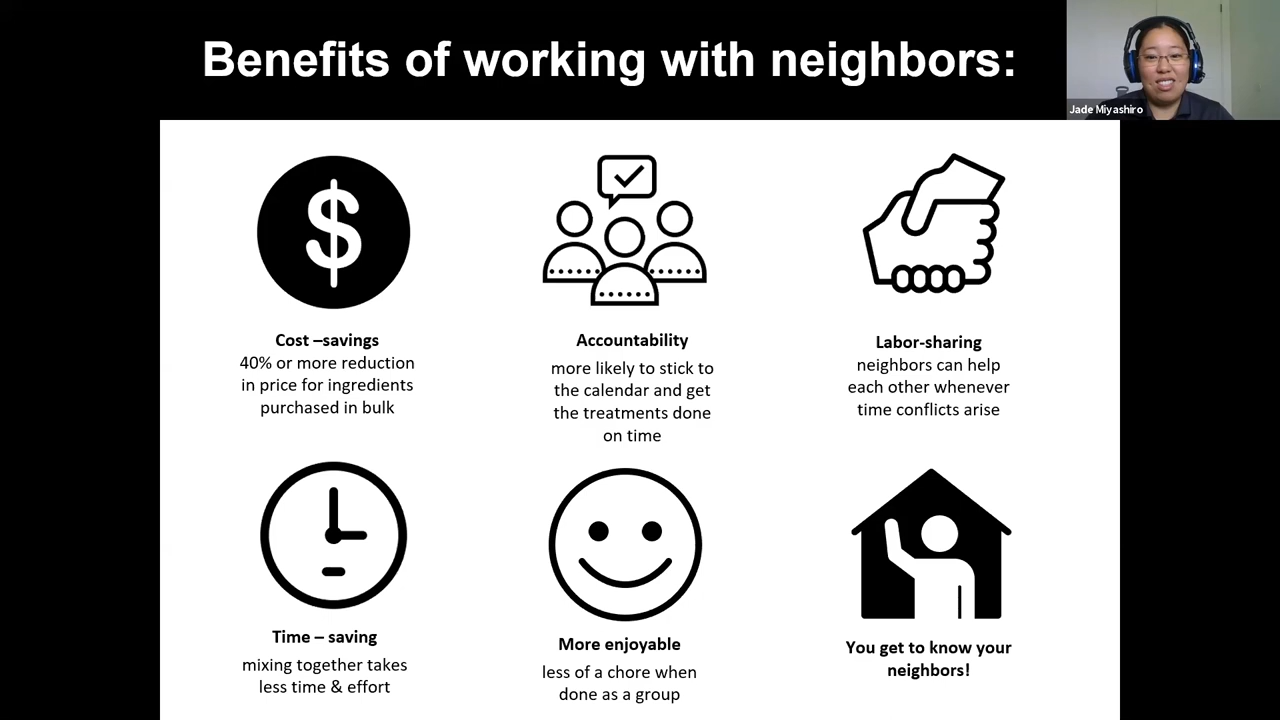 Benefits of working with neighbors:
Jade Miyashiro
Cost –savings
40% or more reduction
in price for ingredients
purchased in bulk
Accountability
more likely to stick to
the calendar and get
the treatments done
on time
Labor-sharing
neighbors can help
each other whenever
time conflicts arise
Time – saving
mixing together takes
less time & effort
More enjoyable
less of a chore when
done as a group
You get to know your
neighbors!